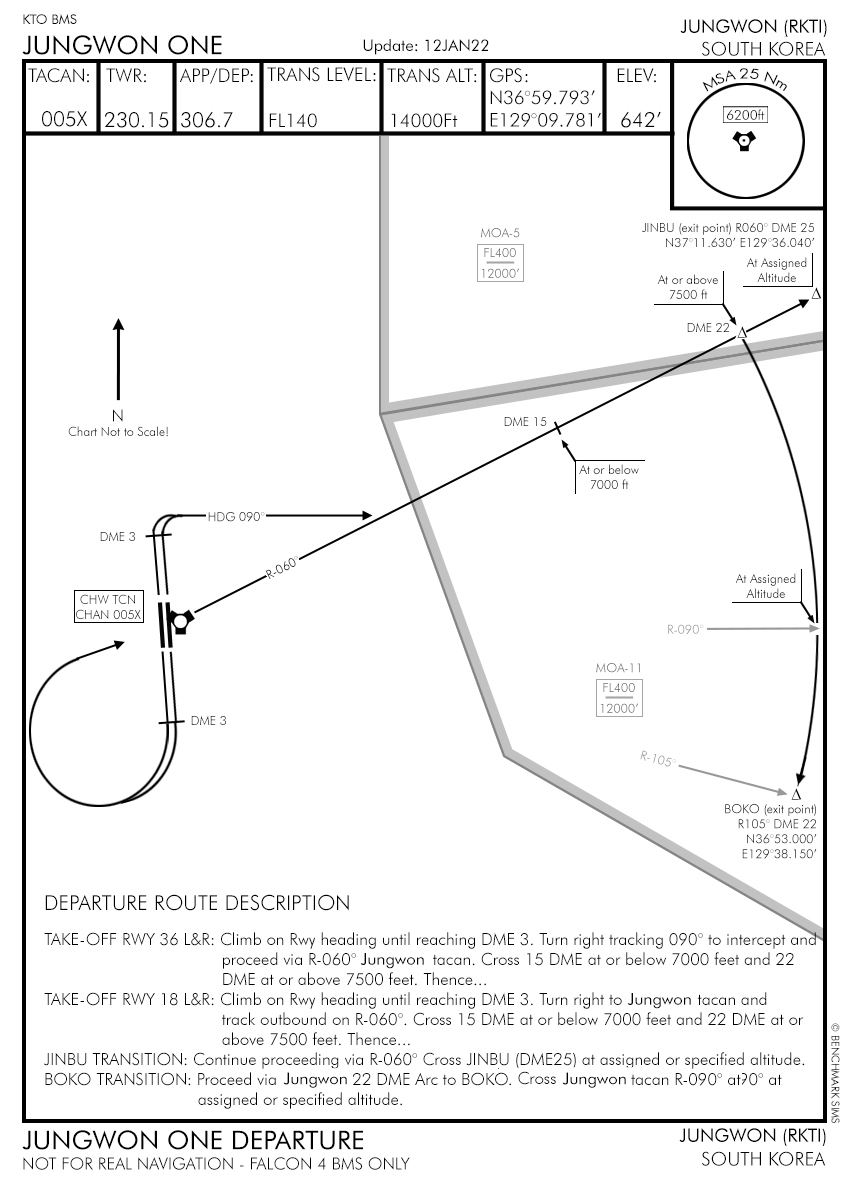 KTO BMS
JUNGWON ONE
Update: 12JAN22
JUNGWON (RKTI)
SOUTH KOREA
TACAN:
005X
TWR:
230.15
APP/DEP:
306.7
TRANS LEVEL:
FL140
TRANS ALT:
14000Ft
GPS:
N36°59.793’
E129°09.781’
ELEV:
642’
MSA 25 Nm
6200ft
MOA-5
FL400
12000’
JINBU (exit point) R060° DME 25
N37°11.630’ E129°36.040’
At Assigned
Altitude
At or above
7500 ft
DME 22
N
Chart Not to Scale!
DME 15
At or below
7000 ft
HDG 090°
DME 3
R-060°
CHW TCN
CHAN 005X
At Assigned
Altitude
R-090°
MOA-11
FL400
12000’
DME 3
R-105°
BOKO (exit point)
R105° DME 22
N36°53.000’
E129°38.150’
DEPARTURE ROUTE DESCRIPTION
TAKE-OFF RWY 36 L&R: Climb on Rwy heading until reaching DME 3. Turn right tracking 090° to intercept and
proceed via R-060° Jungwon tacan. Cross 15 DME at or below 7000 feet and 22
DME at or above 7500 feet. Thence...
TAKE-OFF RWY 18 L&R: Climb on Rwy heading until reaching DME 3. Turn right to Jungwon tacan and
track outbound on R-060°. Cross 15 DME at or below 7000 feet and 22 DME at or
above 7500 feet. Thence...
JINBU TRANSITION: Continue proceeding via R-060° Cross JINBU (DME25) at assigned or specified altitude.
BOKO TRANSITION: Proceed via Jungwon 22 DME Arc to BOKO. Cross Jungwon tacan R-090° at90° at
assigned or specified altitude.
© BENCHMARK SIMS
JUNGWON ONE DEPARTURE
NOT FOR REAL NAVIGATION - FALCON 4 BMS ONLY
JUNGWON (RKTI)
SOUTH KOREA